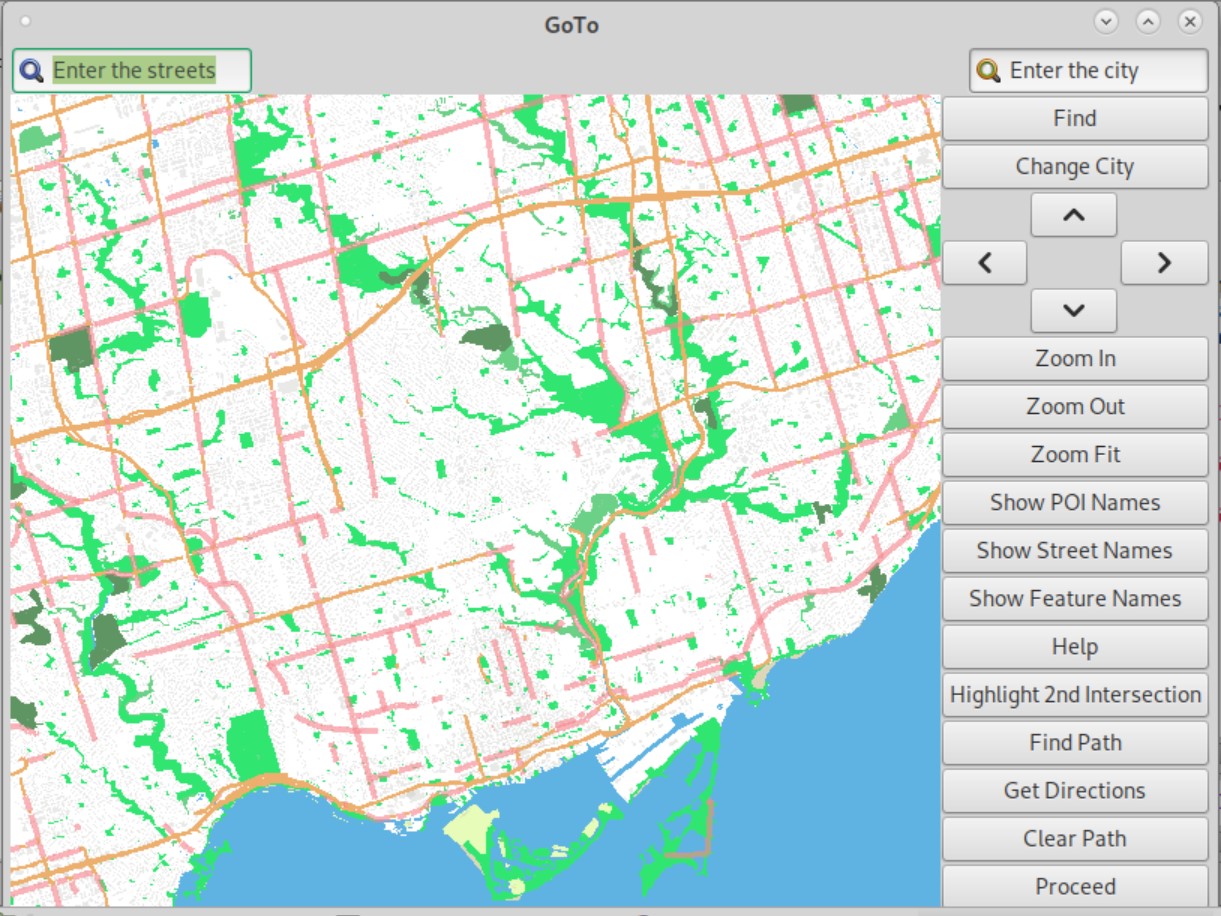 GoTo
Enter the streets
Enter the city
Find
Change City
Zoom In
Zoom Out
Zoom Fit
Show POI Names
Show Street Names
Show Feature Names
Help
Highlight 2nd Intersection
Find Path
Get Directions
Clear Path
Proceed